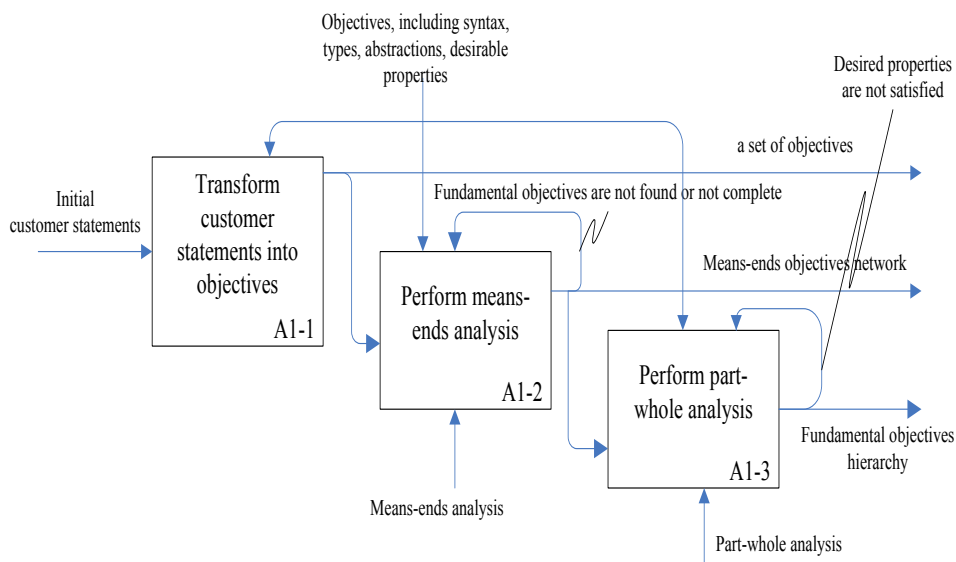 Objectives, including syntax,
types, abstractions, desirable
properties
Desired properties
are not satisfied
a set of objectives
Initial
customer statements
Transform
customer
statements into
objectives
A1-1
Fundamental objectives are not found or not complete
Means-ends objectives network
Perform means-
ends analysis
A1-2
Perform part-
whole analysis
A1-3
Fundamental objectives
hierarchy
Means-ends analysis
Part-whole analysis